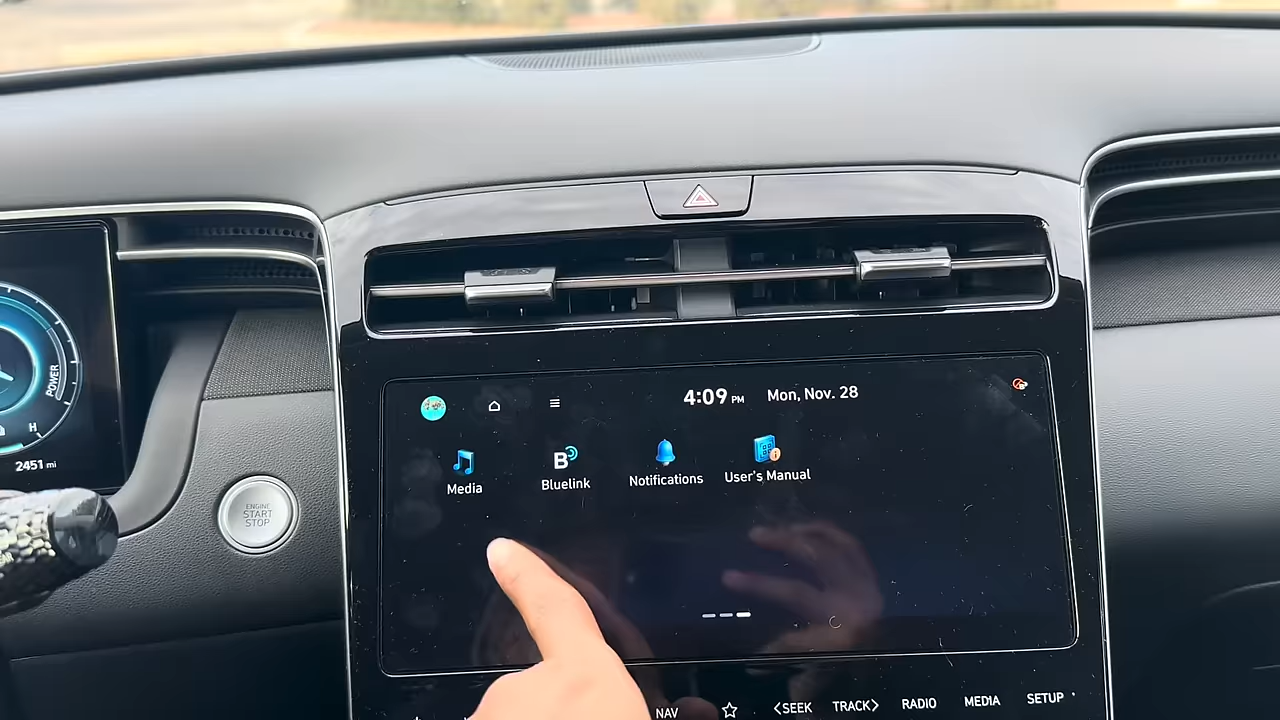 4:09 PM Mon, Nov. 28
Media
Bluelink
Notifications
User's Manual
POWER
H
2451 mi
ENGINE
START
STOP
NAV
SEEK
TRACK
RADIO
MEDIA
SETUP